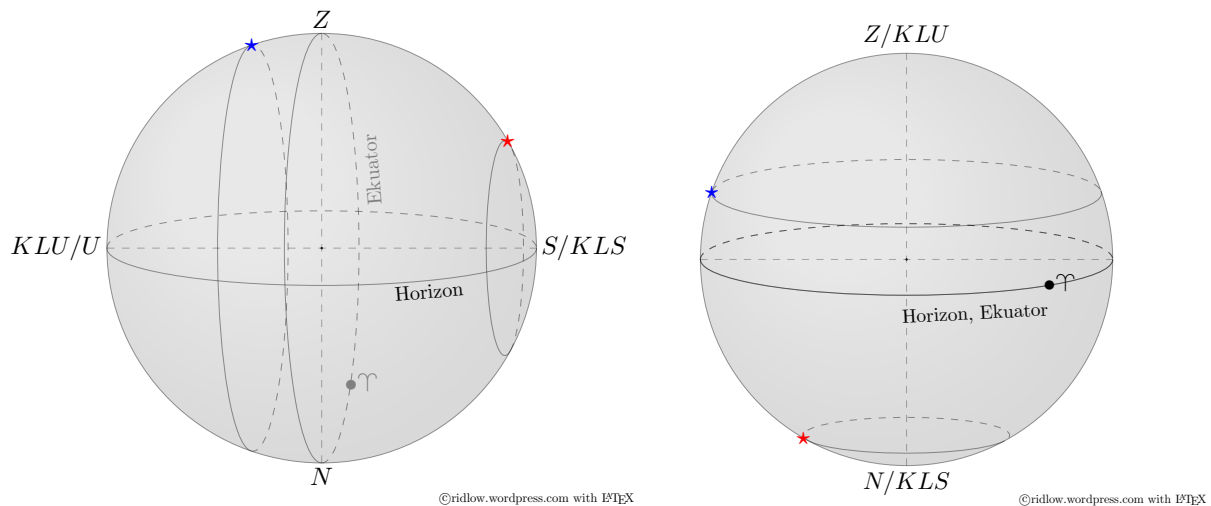 Z
Ekuator
KLU/U
S/KLS
Horizon
♈
N
©ridlow.wordpress.com with LATEX
Z/KLU
♈
Horizon, Ekuator
N/KLS
©ridlow.wordpress.com with LATEX